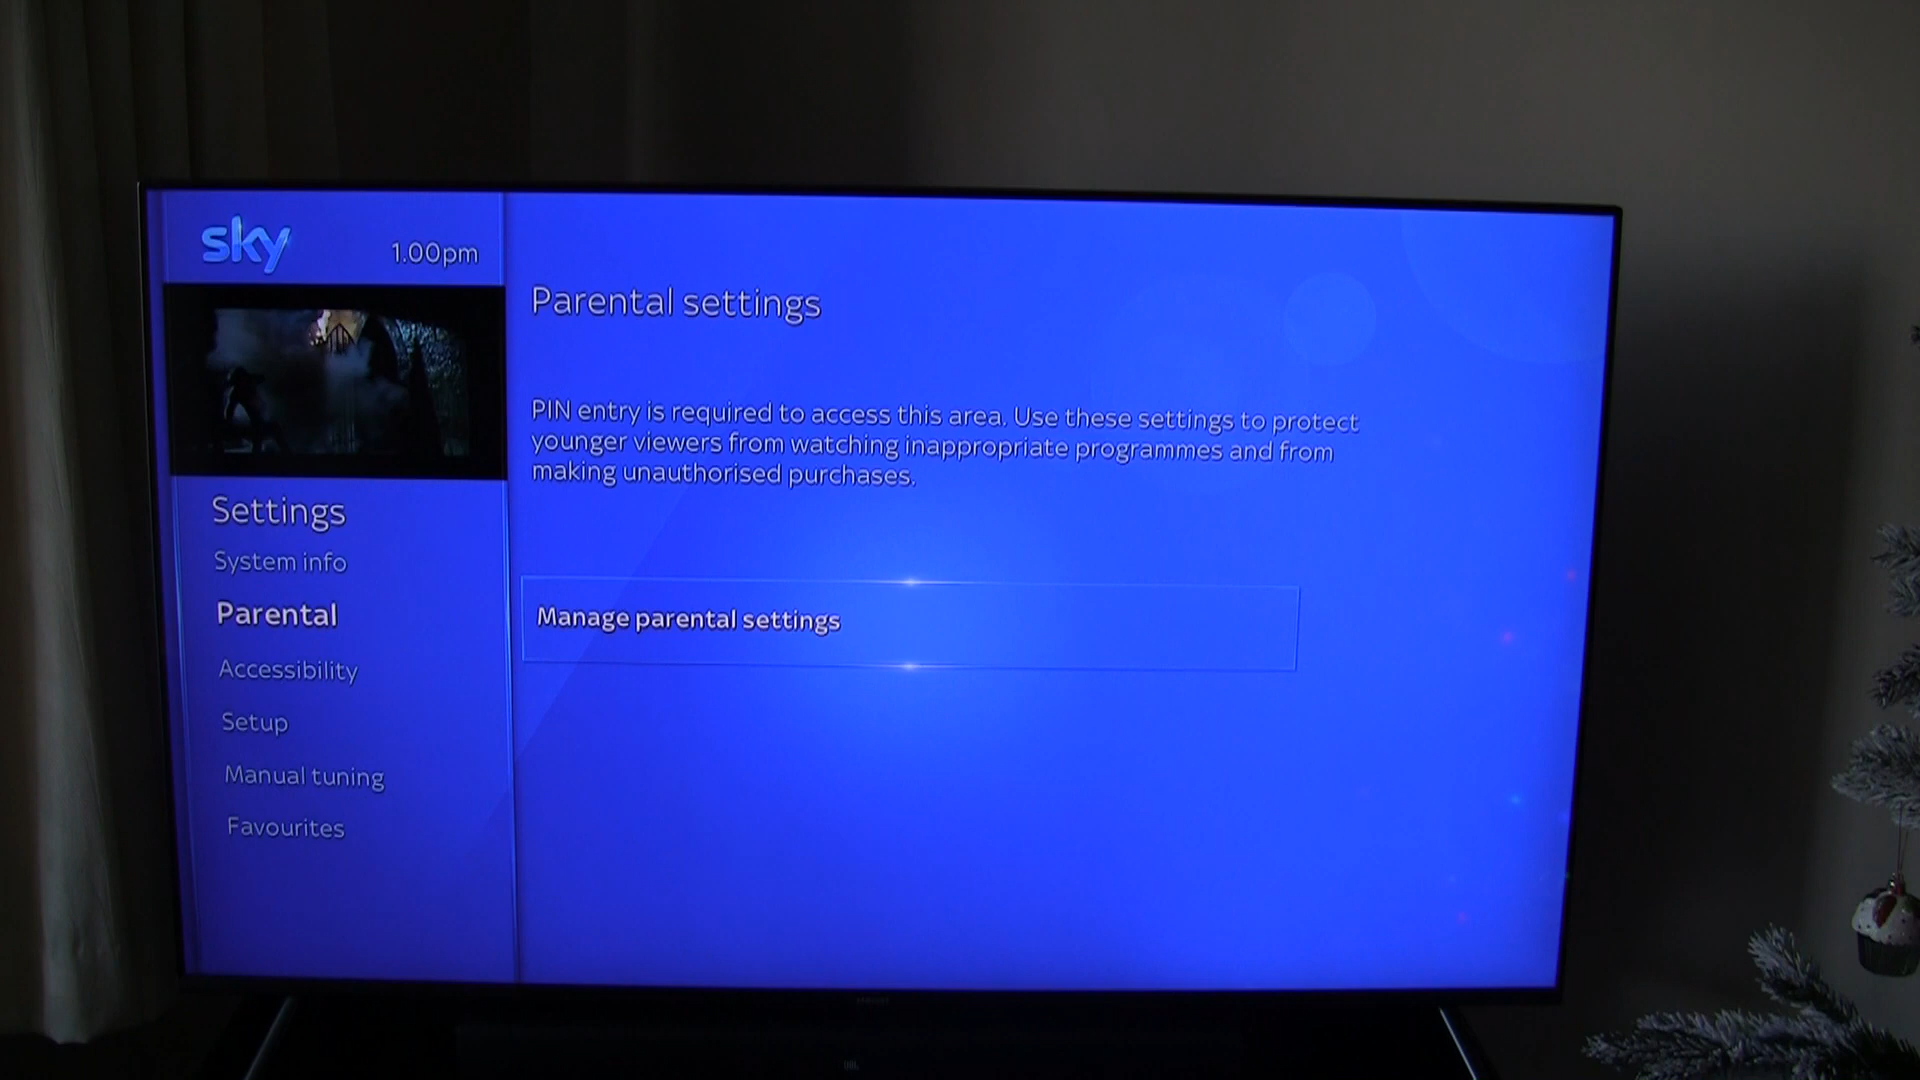 sky
1.00pm
Parental settings
PIN entry is required to access this area. Use these settings to protect
younger viewers from watching inappropriate programmes and from
making unauthorised purchases.
Manage parental settings
Settings
System info
Parental
Accessibility
Setup
Manual tuning
Favourites
JBL